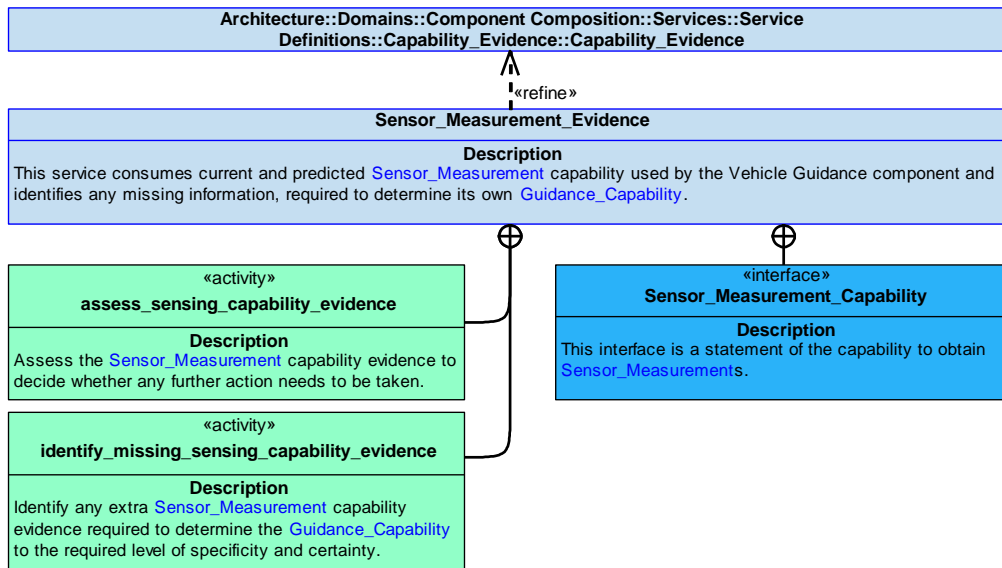 Architecture::Domains::Component Composition::Services::Service
Definitions::Capability_Evidence::Capability_Evidence
«refine»
Sensor_Measurement_Evidence
Description
This service consumes current and predicted Sensor_Measurement capability used by the Vehicle Guidance component and
identifies any missing information, required to determine its own Guidance_Capability.
«activity»
assess_sensing_capability_evidence
Description
Assess the Sensor_Measurement capability evidence to
decide whether any further action needs to be taken.
«interface»
Sensor_Measurement_Capability
Description
This interface is a statement of the capability to obtain
Sensor_Measurements.
«activity»
identify_missing_sensing_capability_evidence
Description
Identify any extra Sensor_Measurement capability
evidence required to determine the Guidance_Capability
to the required level of specificity and certainty.